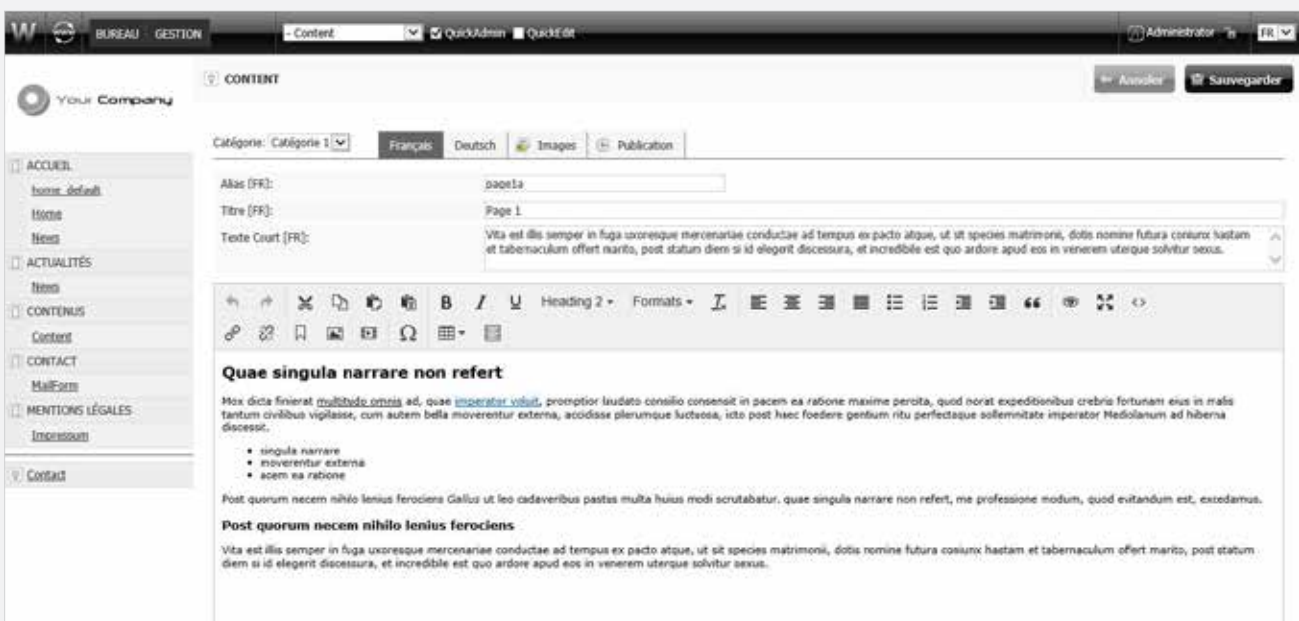 W www BUREAU GESTION - Content QuickAdmin QuickEdit Administrator FR
Your Company
CONTENT Annuler Sauvegarder
Catégorie: Catégorie 1 Français Deutsch Images Publication
ACCUEIL
home_default
Home
News
ACTUALITÉS
News
CONTENUS
Content
CONTACT
MailForm
MENTIONS LÉGALES
Impressum
Contact
Alias [FR]: page1a
Titre [FR]: Page 1
Texte Court [FR]: Vita est illis semper in fuga uxoresque mercenariae conductae ad tempus ex pacto atque, ut sit species matrimonii, dotis nomine futura coniunx hastam
et tabernaculum offert marito, post statum diem si id elegerit discessura, et incredibile est quo ardore apud eos in venerem uterque solvitur sexus.
B I U Heading 2 Formats
Quae singula narrare non refert
Mox dicta finierat multitudo omnis ad, quae imperator voluit, promptior laudato consilio consensit in pacem ea ratione maxime percita, quod norat expeditionibus crebris fortunam eius in malis
tantum civilibus vigilasse, cum autem bella moverentur externa, accidisse plerumque luctuosa, icto post haec foedere gentium ritu perfectaque sollemnitate imperator Mediolanum ad hiberna
discessit.
• singula narrare
• moverentur externa
• acem ea ratione
Post quorum necem nihilo lenius ferociens Gallus ut leo cadaveribus pastus multa huius modi scrutabatur. quae singula narrare non refert, me professione modum, quod evitandum est, excedamus.
Post quorum necem nihilo lenius ferociens
Vita est illis semper in fuga uxoresque mercenariae conductae ad tempus ex pacto atque, ut sit species matrimonii, dotis nomine futura coniunx hastam et tabernaculum offert marito, post statum
diem si id elegerit discessura, et incredibile est quo ardore apud eos in venerem uterque solvitur sexus.